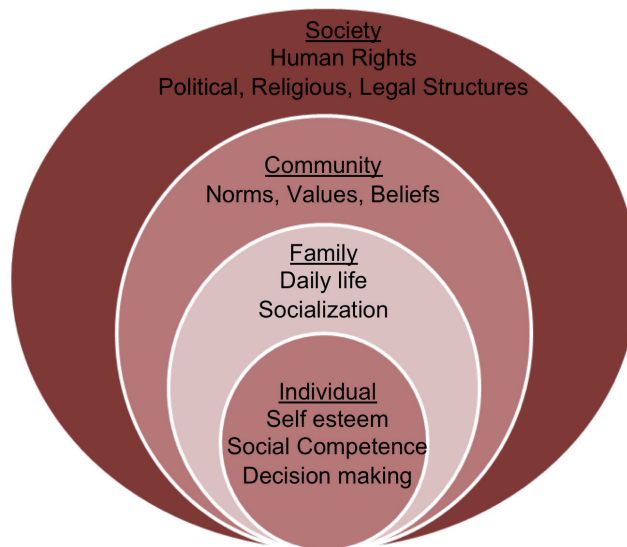 Society
Human Rights
Political, Religious, Legal Structures
Community
Norms, Values, Beliefs
Family
Daily life
Socialization
Individual
Self esteem
Social Competence
Decision making